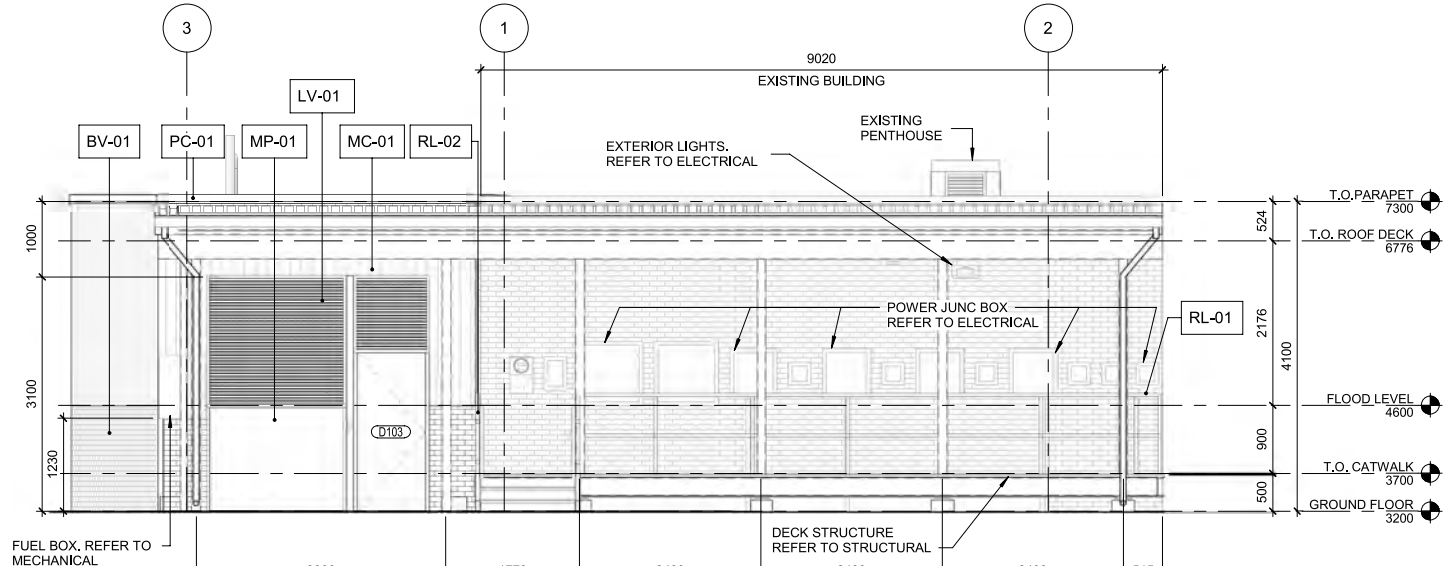 3
1
2
9020
EXISTING BUILDING
LV-01
BV-01
PC-01
MP-01
MC-01
RL-02
EXTERIOR LIGHTS.
REFER TO ELECTRICAL
EXISTING
PENTHOUSE
T.O.PARAPET
7300
524
T.O. ROOF DECK
6776
1000
POWER JUNC BOX
REFER TO ELECTRICAL
RL-01
2176
4100
3100
FLOOD LEVEL
4600
D103
900
1230
T.O. CATWALK
3700
500
GROUND FLOOR
3200
FUEL BOX. REFER TO
MECHANICAL
DECK STRUCTURE
REFER TO STRUCTURAL